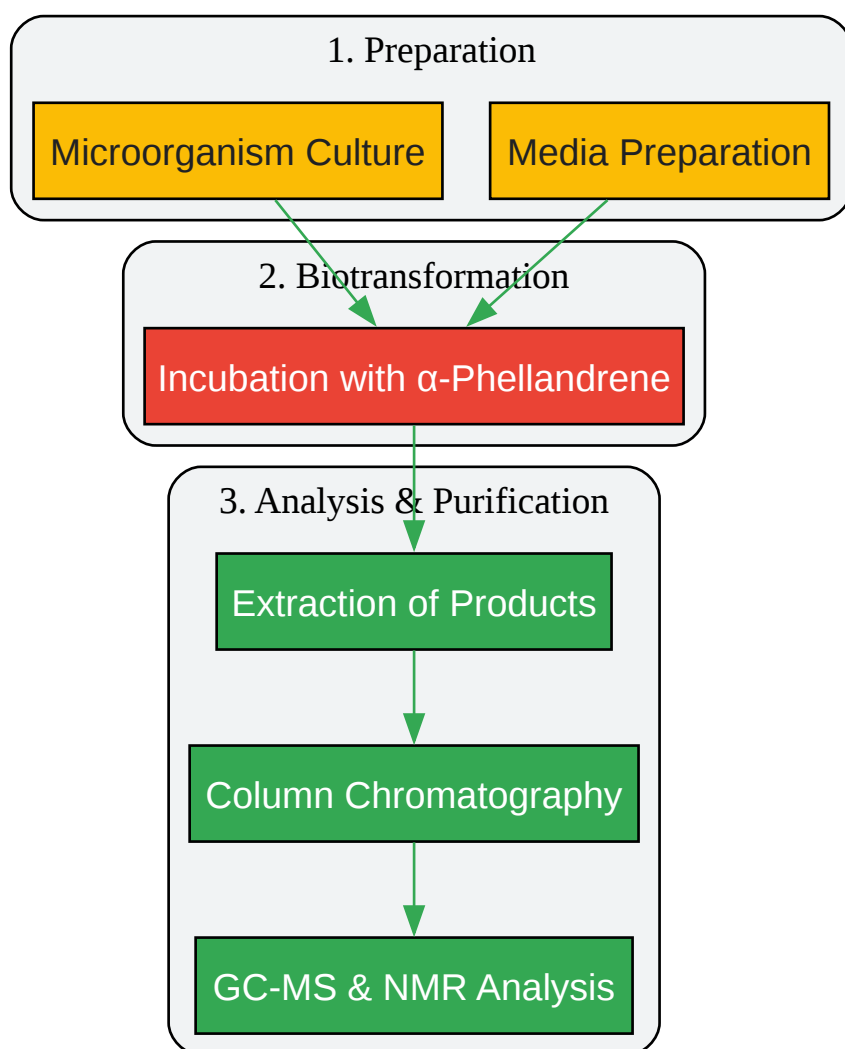 1. Preparation
Microorganism Culture
Media Preparation
2. Biotransformation
Incubation with α-Phellandrene
3. Analysis & Purification
Extraction of Products
Column Chromatography
GC-MS & NMR Analysis